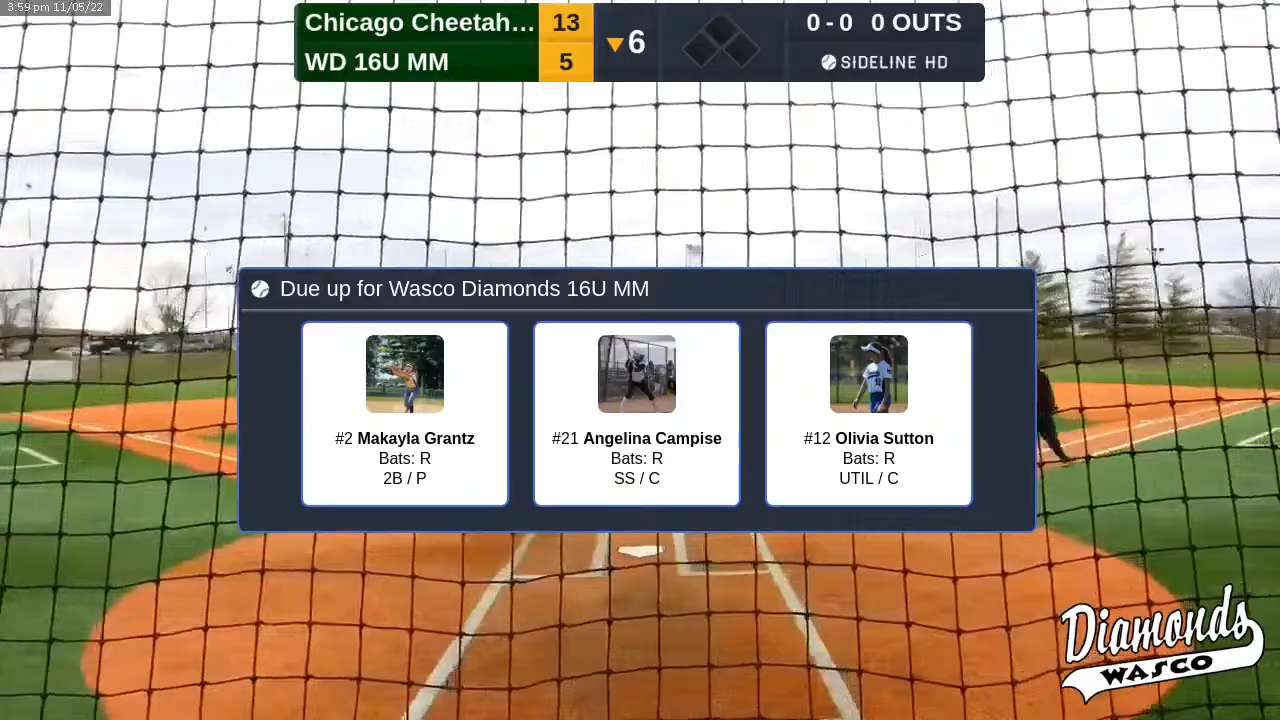 3:59 pm 11/05/22
Chicago Cheetah... 13
WD 16U MM 5
6
0 - 0 0 OUTS
SIDELINE HD
Due up for Wasco Diamonds 16U MM
#2 Makayla Grantz
Bats: R
2B / P
#21 Angelina Campise
Bats: R
SS / C
#12 Olivia Sutton
Bats: R
UTIL / C
Diamonds
WASCO